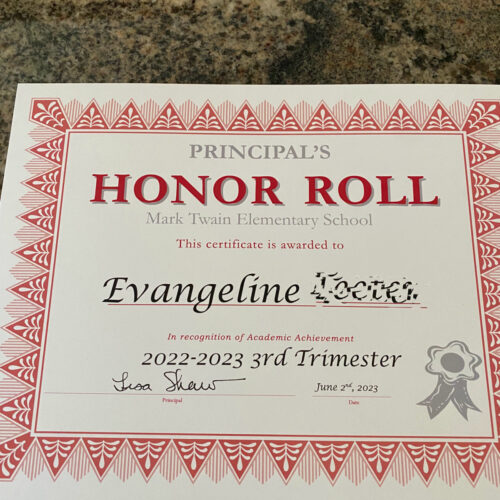 PRINCIPAL'S
HONOR ROLL
Mark Twain Elementary School
This certificate is awarded to
Evangeline
In recognition of Academic Achievement
2022-2023 3rd Trimester
Lisa Shaw
June 2nd, 2023
Principal
Date